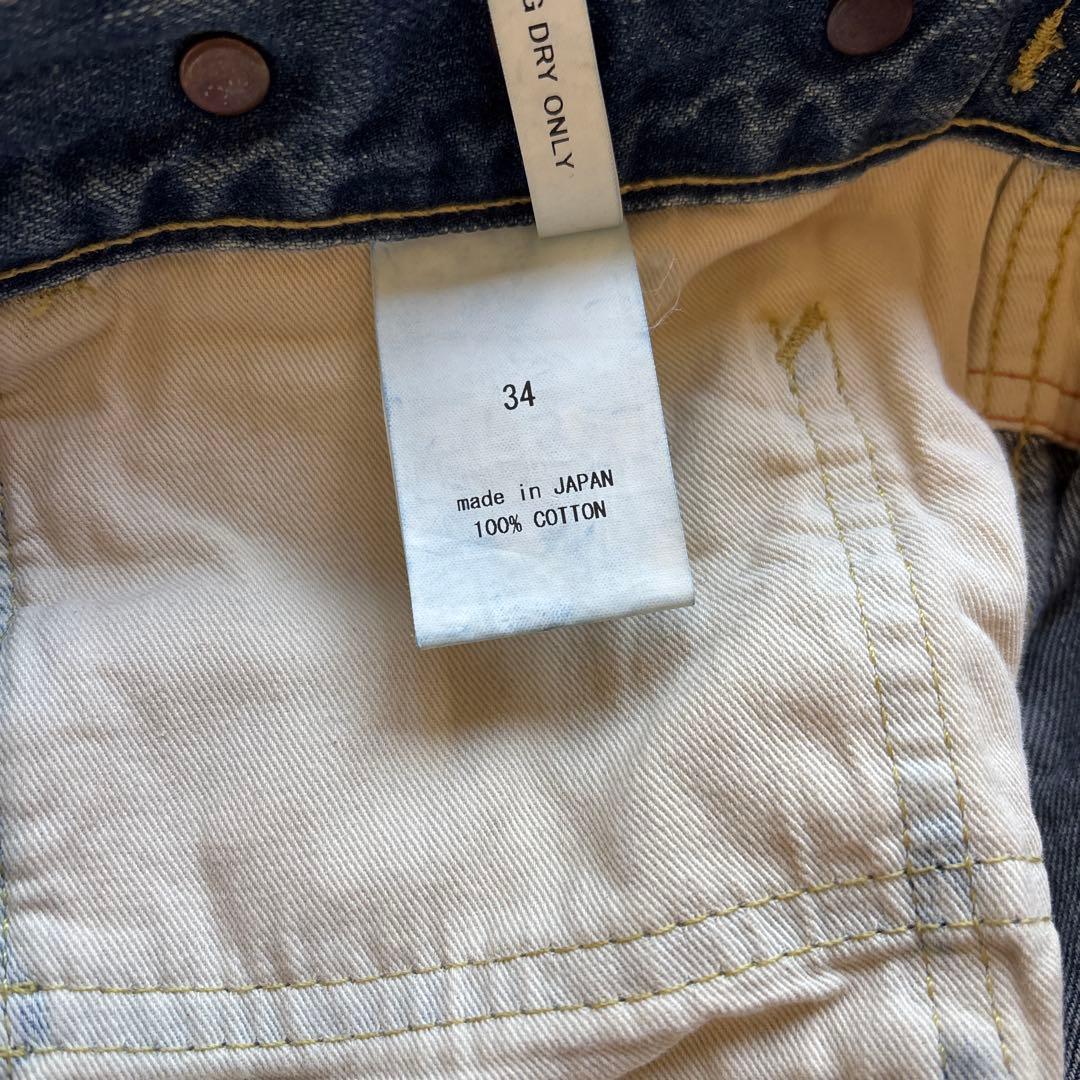 G DRY ONLY
34
made in JAPAN
100% COTTON